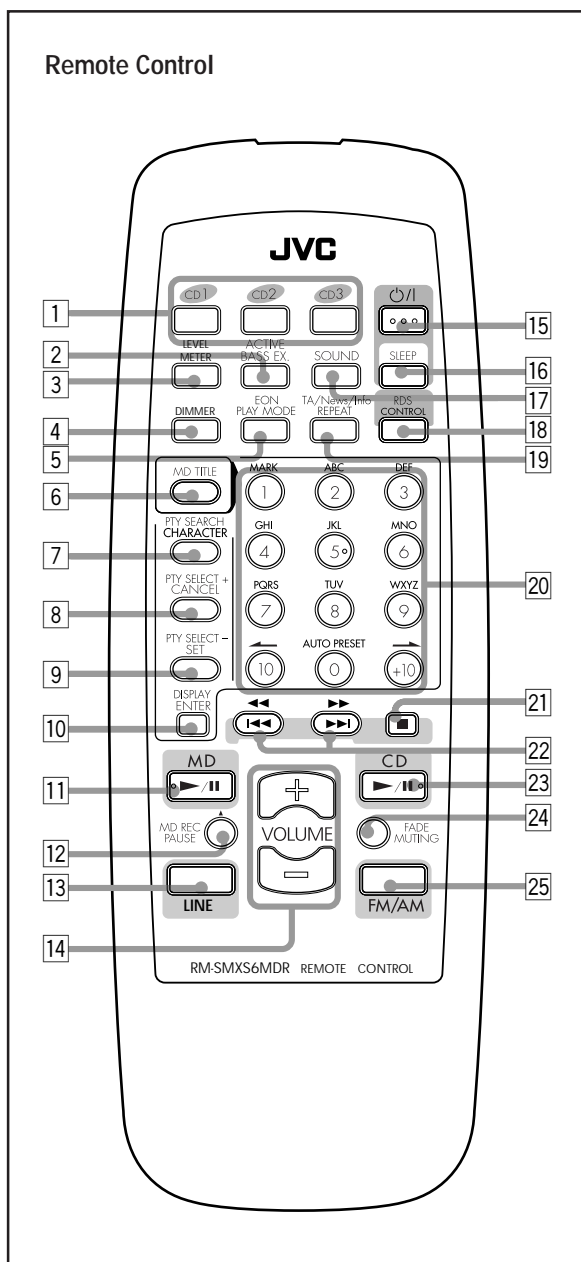 Remote Control
JVC
CD1 CD2 CD3
1
15
LEVEL METER
ACTIVE BASS EX.
SOUND
SLEEP
2
3
16
17
DIMMER
EON PLAY MODE
TA/News/Info REPEAT
RDS CONTROL
4
5
18
19
MD TITLE
6
MARK ABC DEF
1 2 3
PTY SEARCH
CHARACTER
7
GHI JKL MNO
4 5 6
PTY SELECT +
CANCEL
8
PQRS TUV WXYZ
7 8 9
20
PTY SELECT –
SET
9
AUTO PRESET
10 0 +10
DISPLAY
ENTER
10
21
22
MD
CD
11
23
MD REC
PAUSE
12
VOLUME
FADE
MUTING
24
13
LINE
FM/AM
25
14
RM-SMXS6MDR REMOTE CONTROL